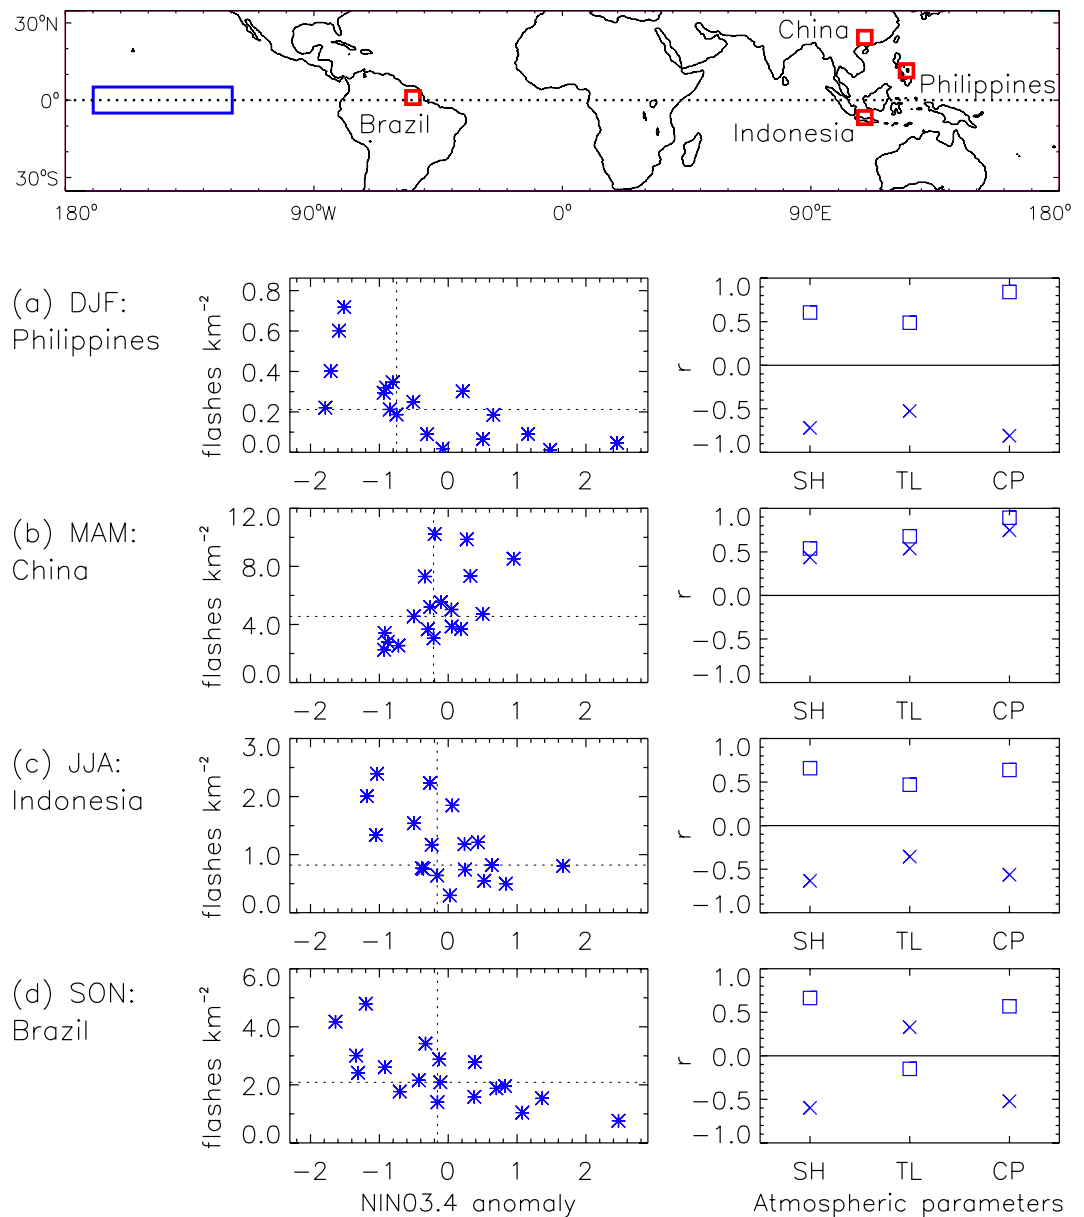 30°N
0°
30°S
180°
90°W
0°
90°E
180°
China
Philippines
Brazil
Indonesia
(a) DJF:
Philippines
flashes km⁻²
0.8
0.6
0.4
0.2
0.0
−2
−1
0
1
2
r
1.0
0.5
0.0
−0.5
−1.0
SH
TL
CP
(b) MAM:
China
flashes km⁻²
12.0
8.0
4.0
0.0
−2
−1
0
1
2
r
1.0
0.5
0.0
−0.5
−1.0
SH
TL
CP
(c) JJA:
Indonesia
flashes km⁻²
3.0
2.0
1.0
0.0
−2
−1
0
1
2
r
1.0
0.5
0.0
−0.5
−1.0
SH
TL
CP
(d) SON:
Brazil
flashes km⁻²
6.0
4.0
2.0
0.0
−2
−1
0
1
2
NINO3.4 anomaly
r
1.0
0.5
0.0
−0.5
−1.0
SH
TL
CP
Atmospheric parameters